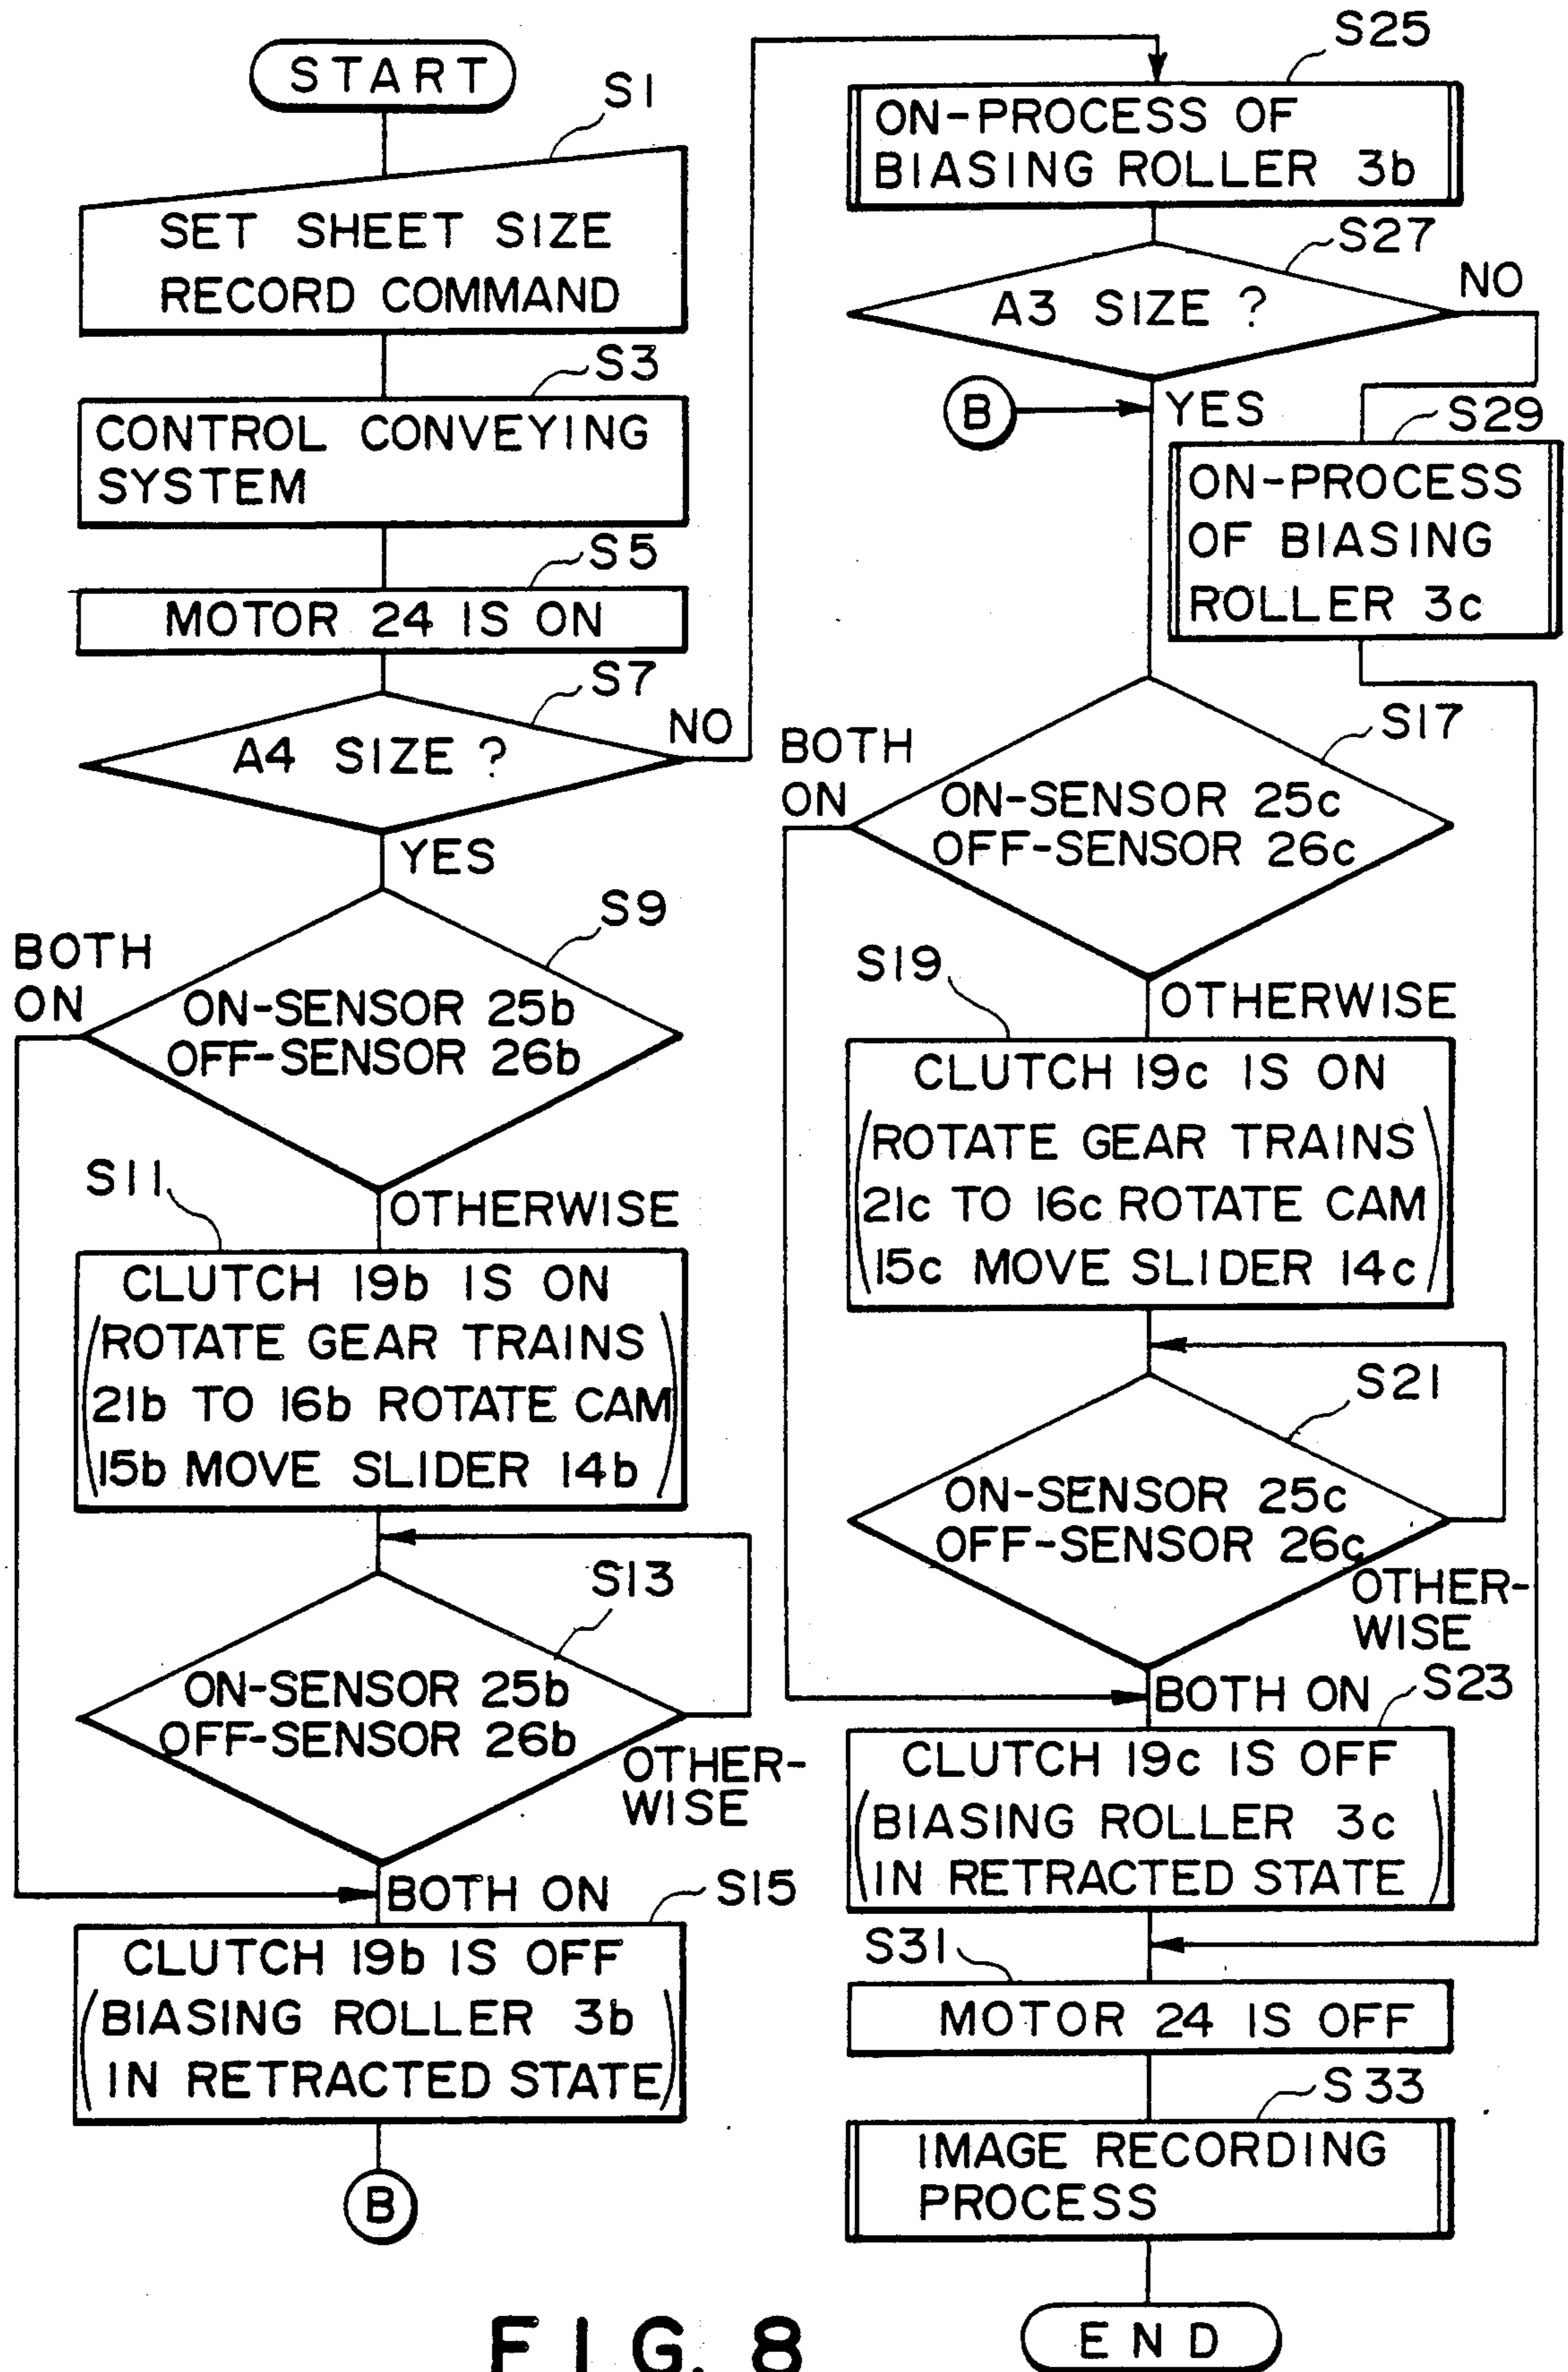 START
S1
SET SHEET SIZE
RECORD COMMAND
S3
CONTROL CONVEYING
SYSTEM
S5
MOTOR 24 IS ON
S7
A4 SIZE ?
NO
YES
S9
BOTH
ON
ON-SENSOR 25b
OFF-SENSOR 26b
S11
OTHERWISE
CLUTCH 19b IS ON
(ROTATE GEAR TRAINS
21b TO 16b ROTATE CAM
15b MOVE SLIDER 14b)
S13
ON-SENSOR 25b
OFF-SENSOR 26b
OTHER-
WISE
BOTH ON
S15
CLUTCH 19b IS OFF
(BIASING ROLLER 3b
IN RETRACTED STATE)
B
S25
ON-PROCESS OF
BIASING ROLLER 3b
S27
A3 SIZE ?
NO
B
YES
S29
ON-PROCESS
OF BIASING
ROLLER 3c
S17
BOTH
ON
ON-SENSOR 25c
OFF-SENSOR 26c
S19
OTHERWISE
CLUTCH 19c IS ON
(ROTATE GEAR TRAINS
21c TO 16c ROTATE CAM
15c MOVE SLIDER 14c)
S21
ON-SENSOR 25c
OFF-SENSOR 26c
OTHER-
WISE
BOTH ON
S23
CLUTCH 19c IS OFF
(BIASING ROLLER 3c
IN RETRACTED STATE)
S31
MOTOR 24 IS OFF
S33
IMAGE RECORDING
PROCESS
END
FIG. 8